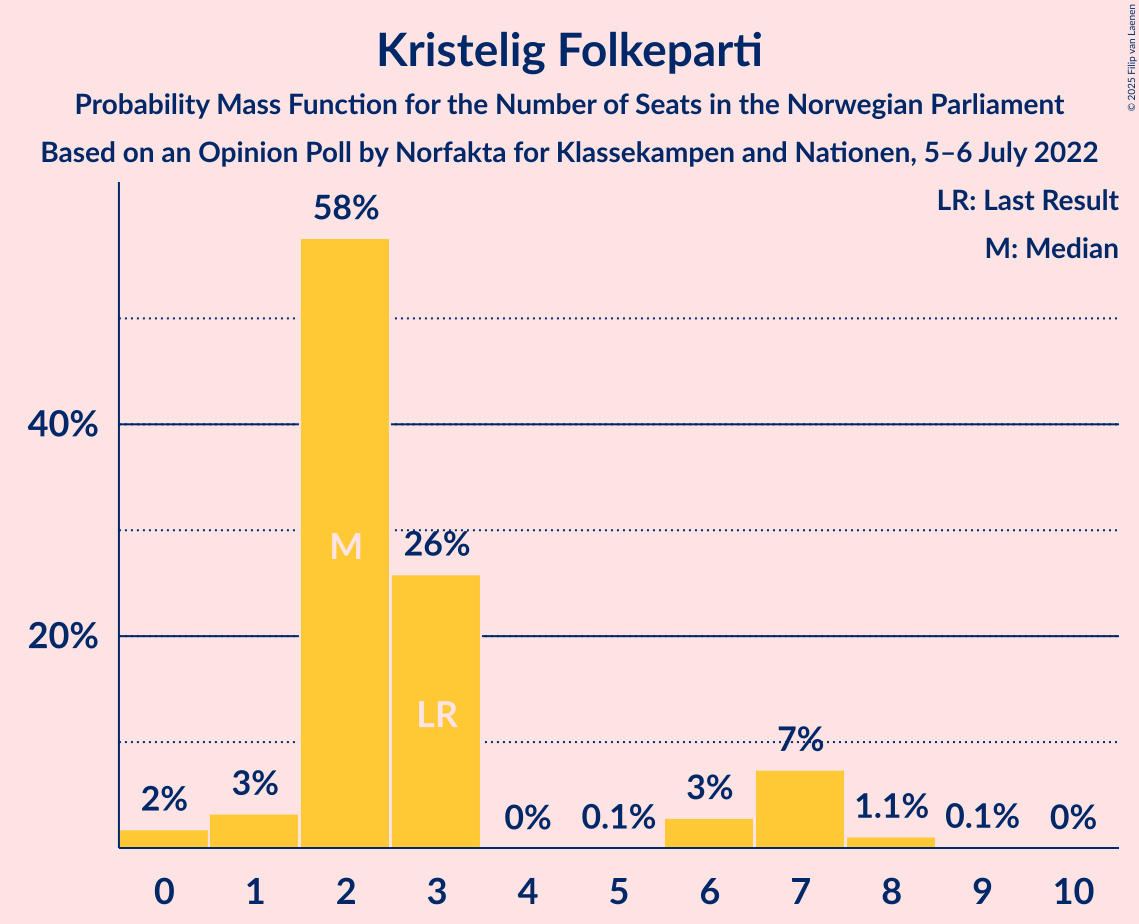 Kristelig Folkeparti
Probability Mass Function for the Number of Seats in the Norwegian Parliament
Based on an Opinion Poll by Norfakta for Klassekampen and Nationen, 5–6 July 2022
© 2025 Filip van Laenen
LR: Last Result
M: Median
58%
40%
M
26%
20%
LR
7%
2%
3%
0%
0.1%
3%
1.1%
0.1%
0%
0 1 2 3 4 5 6 7 8 9 10